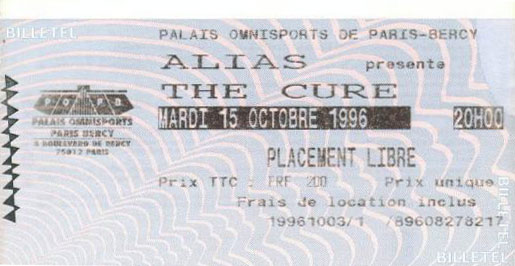 BILLETEL
BILLETEL
PALAIS OMNISPORTS DE PARIS-BERCY
ALIAS presente
THE CURE
MARDI 15 OCTOBRE 1996 20H00
PLACEMENT LIBRE
Prix TTC : FRF 200 Prix unique
Frais de location inclus
19961003/1 /89608278217
P O P B
PALAIS OMNISPORTS
PARIS BERCY
8 BOULEVARD DE BERCY
75012 PARIS
BILLETEL
BILLETEL